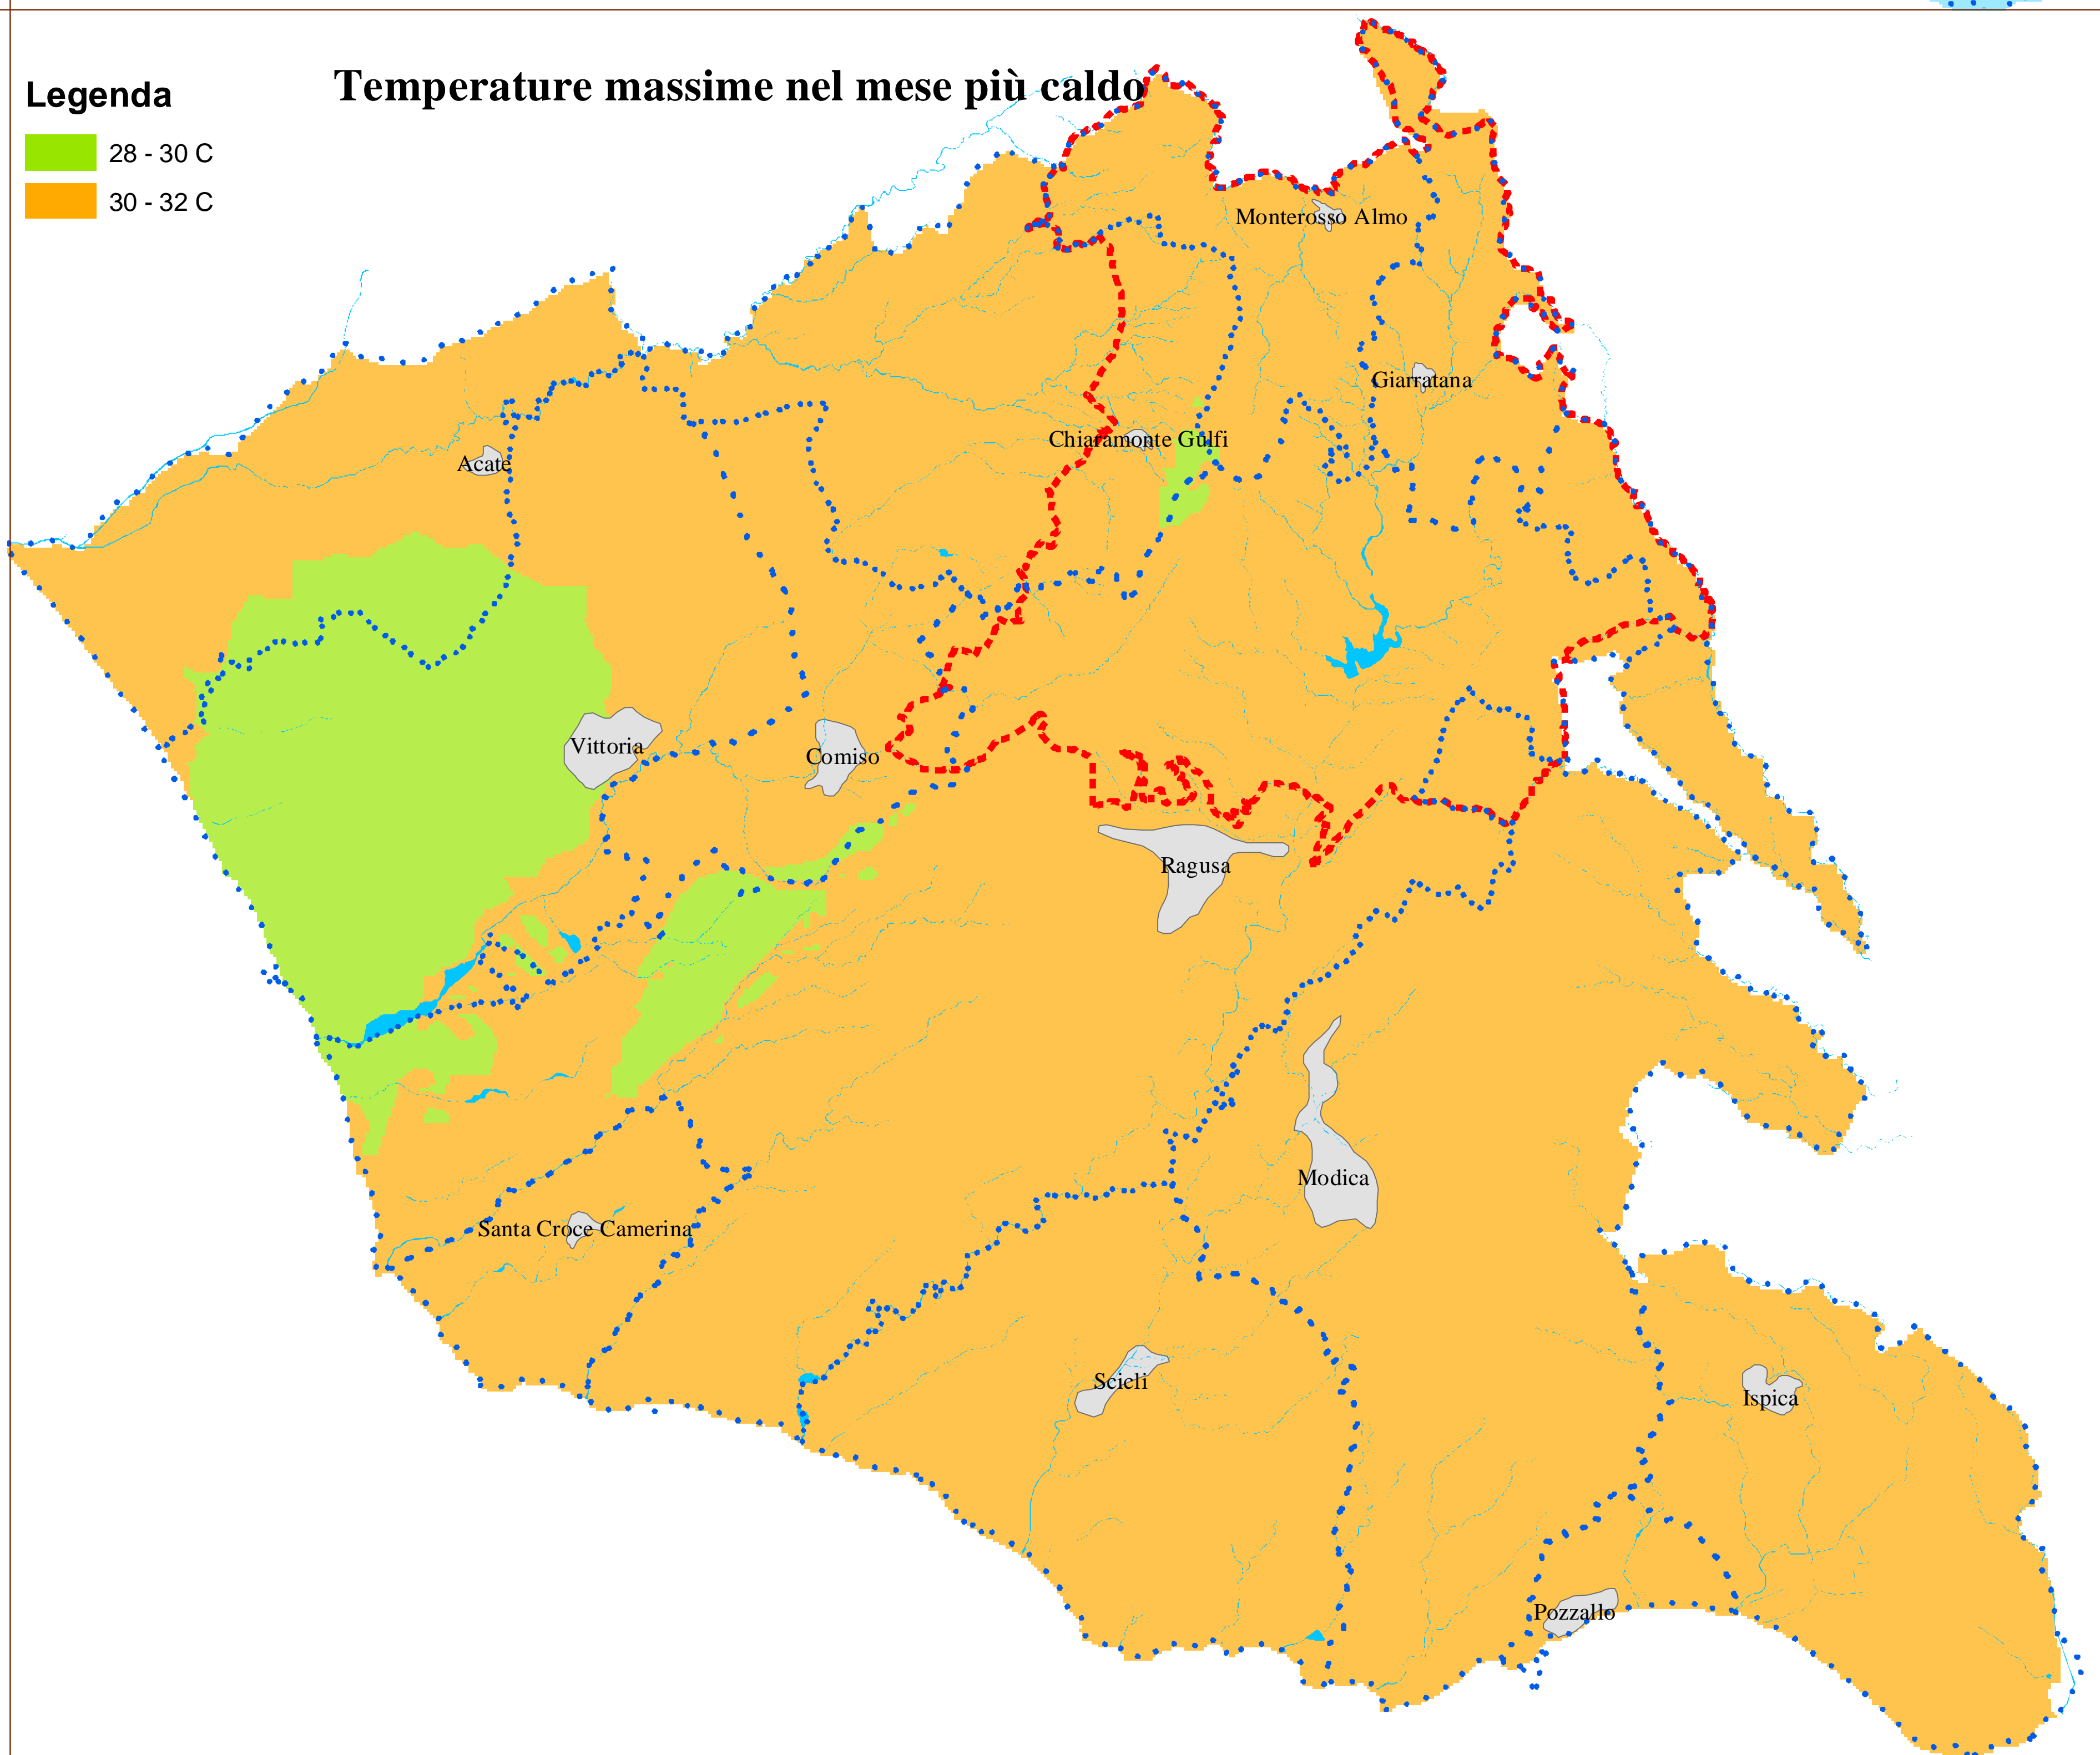 Temperature massime nel mese più caldo
Legenda
28 - 30 C
30 - 32 C
Monterosso Almo
Giarratana
Chiaramonte Gulfi
Acate
Vittoria
Comiso
Ragusa
Modica
Santa Croce Camerina
Scicli
Ispica
Pozzallo